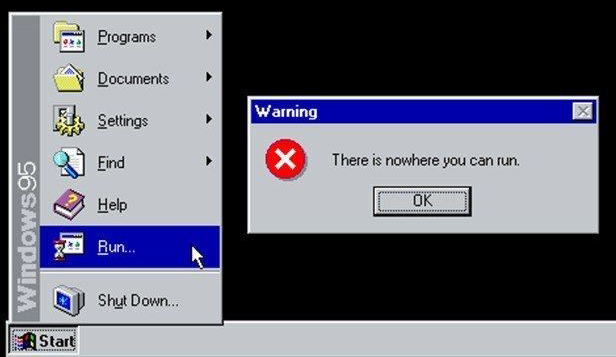 Programs
Documents
Settings
Find
Help
Run...
Shut Down...
Windows95
Start
Warning
There is nowhere you can run.
OK